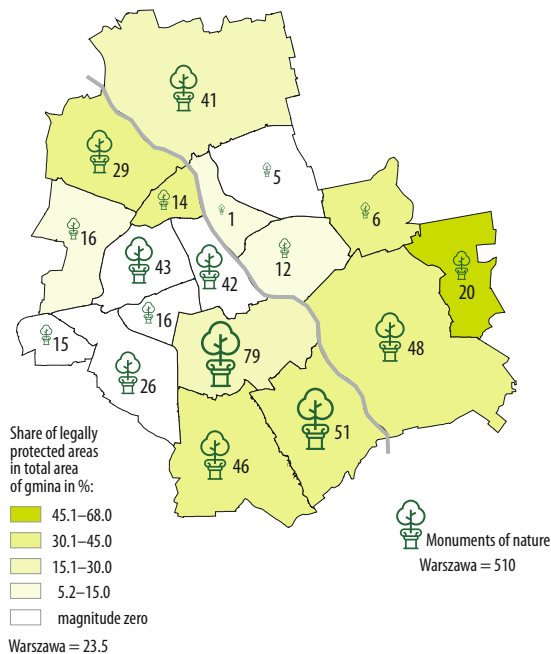 41
29
5
14
1
6
16
43
42
12
20
16
15
79
48
26
51
46
Share of legally
protected areas
in total area
of gmina in %:
45.1–68.0
30.1–45.0
15.1–30.0
5.2–15.0
magnitude zero
Warszawa = 23.5
Monuments of nature
Warszawa = 510